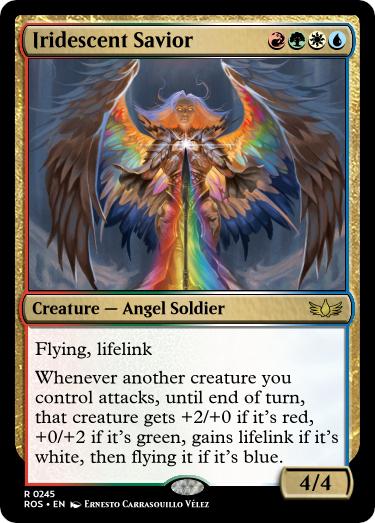 Iridescent Savior
Creature — Angel Soldier
Flying, lifelink
Whenever another creature you
control attacks, until end of turn,
that creature gets +2/+0 if it's red,
+0/+2 if it's green, gains lifelink if it's
white, then flying it if it's blue.
4/4
R 0245
ROS • EN Ernesto Carrasouillo Vélez